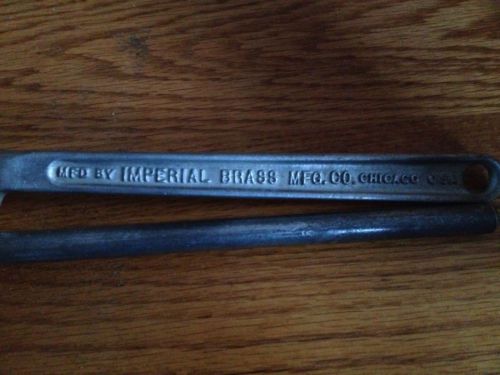 MFD BY IMPERIAL BRASS MFG. CO. CHICAGO U.S.A.